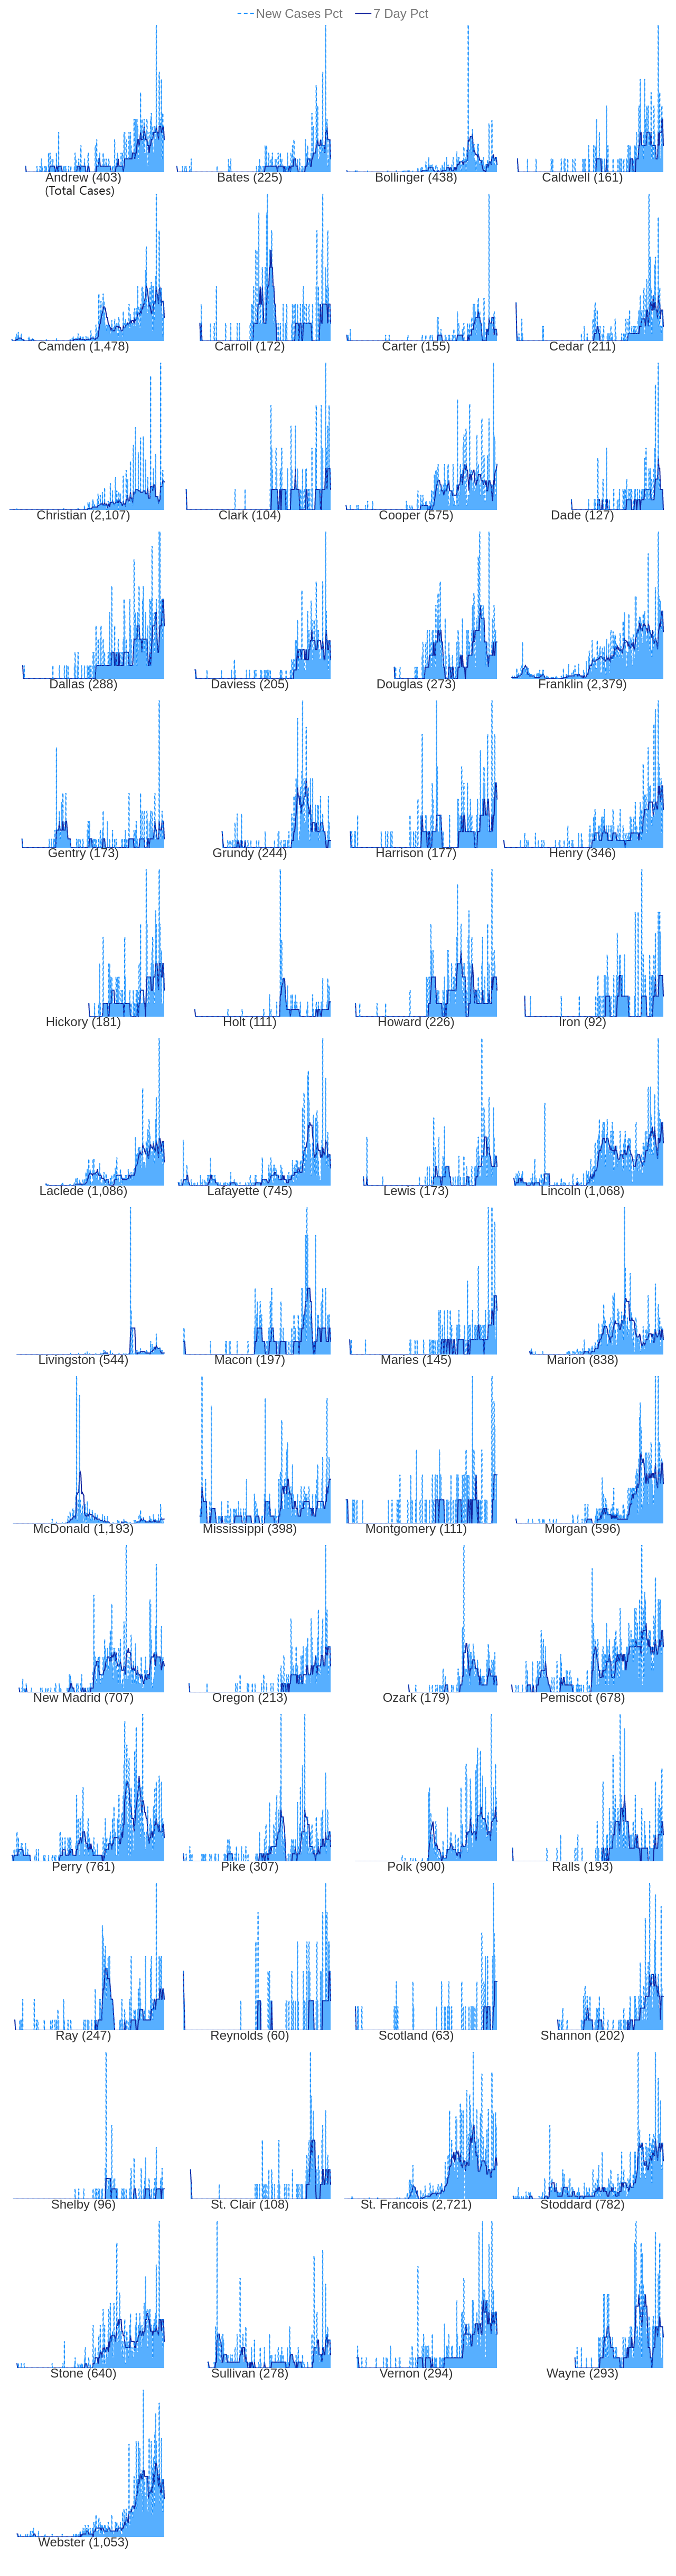 New Cases Pct 7 Day Pct
Andrew (403) Bates (225) Bollinger (438) Caldwell (161)
(Total Cases)
Camden (1,478) Carroll (172) Carter (155) Cedar (211)
Christian (2,107) Clark (104) Cooper (575) Dade (127)
Dallas (288) Daviess (205) Douglas (273) Franklin (2,379)
Gentry (173) Grundy (244) Harrison (177) Henry (346)
Hickory (181) Holt (111) Howard (226) Iron (92)
Laclede (1,086) Lafayette (745) Lewis (173) Lincoln (1,068)
Livingston (544) Macon (197) Maries (145) Marion (838)
McDonald (1,193) Mississippi (398) Montgomery (111) Morgan (596)
New Madrid (707) Oregon (213) Ozark (179) Pemiscot (678)
Perry (761) Pike (307) Polk (900) Ralls (193)
Ray (247) Reynolds (60) Scotland (63) Shannon (202)
Shelby (96) St. Clair (108) St. Francois (2,721) Stoddard (782)
Stone (640) Sullivan (278) Vernon (294) Wayne (293)
Webster (1,053)